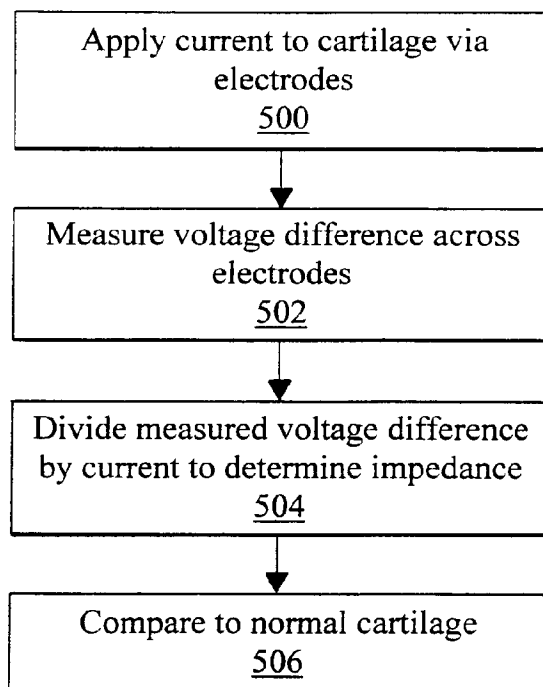 Apply current to cartilage via
electrodes
500
Measure voltage difference across
electrodes
502
Divide measured voltage difference
by current to determine impedance
504
Compare to normal cartilage
506